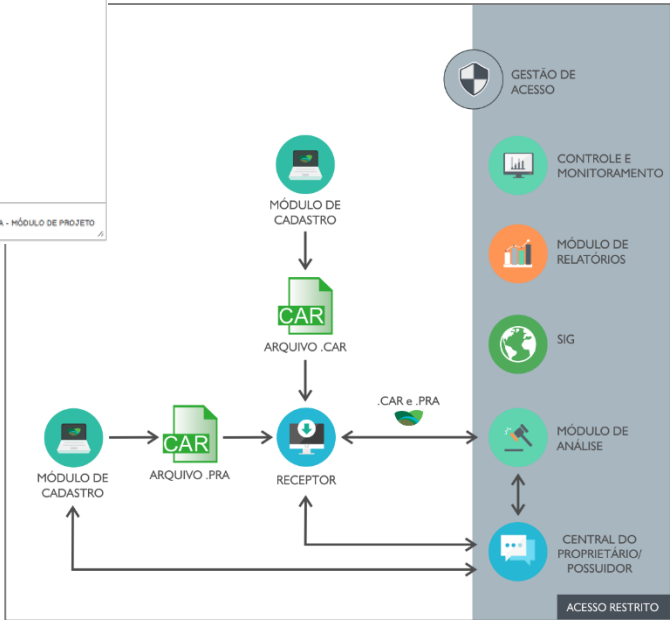 GESTÃO DE
ACESSO
CONTROLE E
MONITORAMENTO
MÓDULO DE
CADASTRO
A - MÓDULO DE PROJETO
MÓDULO DE
RELATÓRIOS
CAR
ARQUIVO .CAR
SIG
.CAR e .PRA
CAR
MÓDULO DE
ANÁLISE
MÓDULO DE
CADASTRO
ARQUIVO .PRA
RECEPTOR
CENTRAL DO
PROPRIETÁRIO/
POSSUIDOR
ACESSO RESTRITO